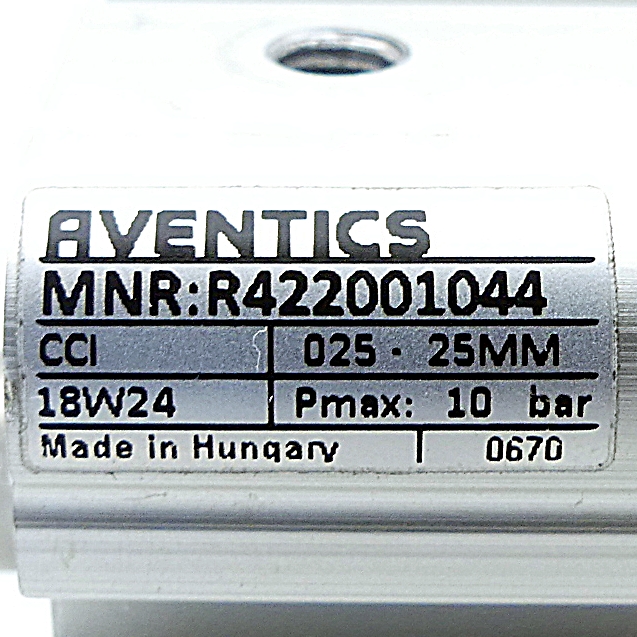 AVENTICS
MNR:R422001044
CCI 025 - 25MM
18W24 Pmax: 10 bar
Made in Hungary 0670